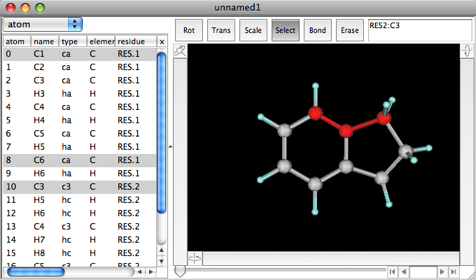 unnamed1
atom
Rot Trans Scale Select Bond Erase RES2:C3
atom name type elemen residue ×
0 C1 ca C RES.1
1 C2 ca C RES.1
2 C3 ca C RES.1
3 H3 ha H RES.1
4 C4 ca C RES.1
5 H4 ha H RES.1
6 C5 ca C RES.1
7 H5 ha H RES.1
8 C6 ca C RES.1
9 H6 ha H RES.1
10 C3 c3 C RES.2
11 H5 hc H RES.2
12 H6 hc H RES.2
13 C4 c3 C RES.2
14 H7 hc H RES.2
15 H8 hc H RES.2